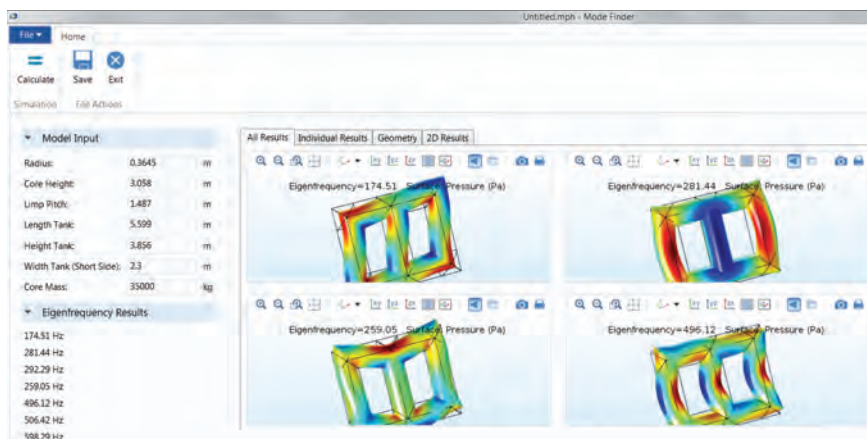 Untitled.mph - Mode Finder
File
Home
Calculate Save Exit
Simulation File Actions
Model Input
Radius: 0.3645 m
Core Height: 3.058 m
Limp Pitch: 1.487 m
Length Tank: 5.599 m
Height Tank: 3.856 m
Width Tank (Short Side): 2.3 m
Core Mass: 35000 kg
Eigenfrequency Results
174.51 Hz
281.44 Hz
292.29 Hz
259.05 Hz
496.12 Hz
506.42 Hz
598.29 Hz
All Results Individual Results Geometry 2D Results
Eigenfrequency=174.51 Surface: Pressure (Pa)
Eigenfrequency=281.44 Surface: Pressure (Pa)
Eigenfrequency=259.05 Surface: Pressure (Pa)
Eigenfrequency=496.12 Surface: Pressure (Pa)